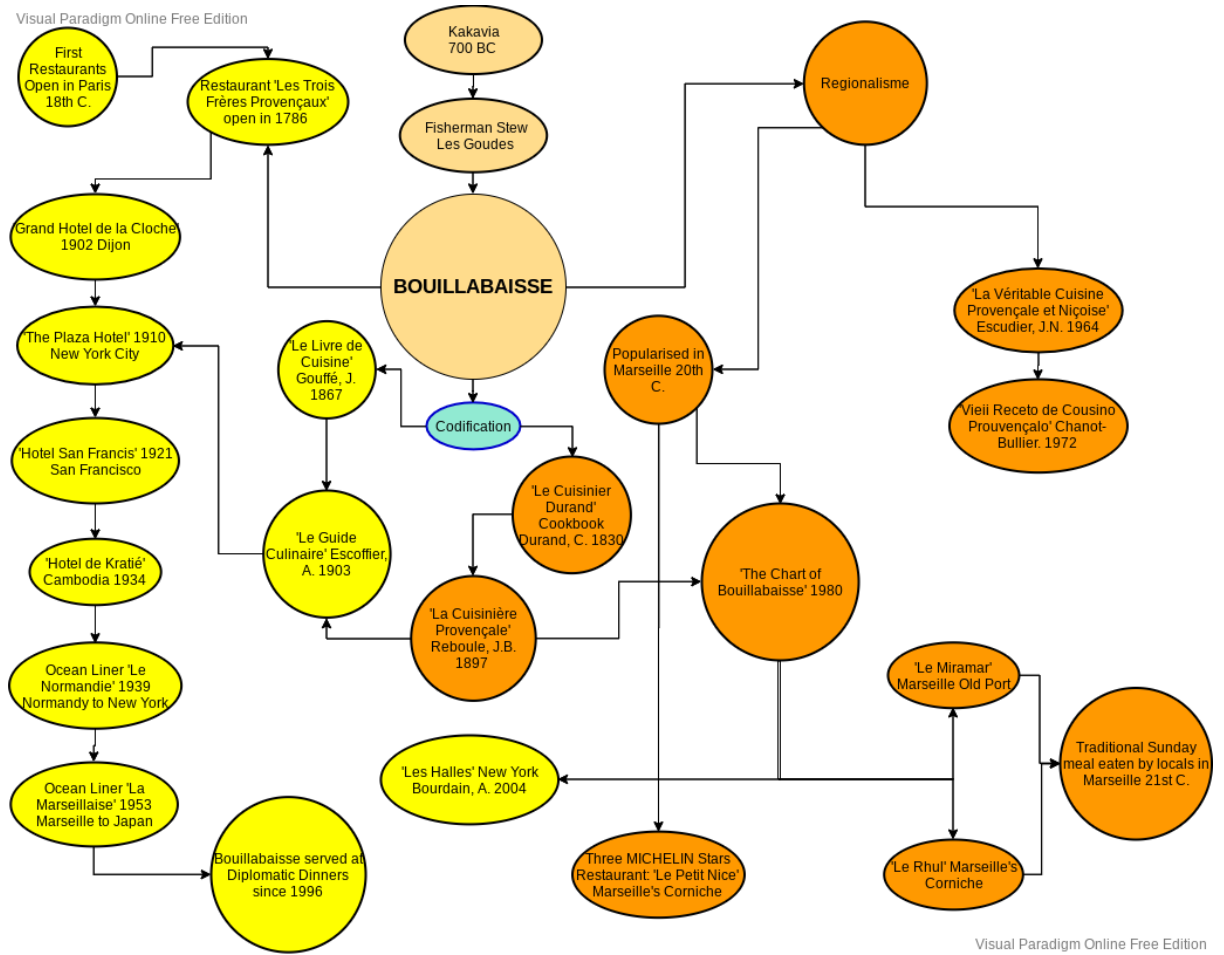 Visual Paradigm Online Free Edition
First
Restaurants
Open in Paris
18th C.
Restaurant 'Les Trois
Frères Provençaux'
open in 1786
Kakavia
700 BC
Fisherman Stew
Les Goudes
Regionalisme
'Grand Hotel de la Cloche'
1902 Dijon
BOUILLABAISSE
'La Véritable Cuisine
Provençale et Niçoise'
Escudier, J.N. 1964
'The Plaza Hotel' 1910
New York City
'Le Livre de
Cuisine'
Gouffé, J.
1867
Popularised in
Marseille 20th
C.
Codification
'Vieii Receto de Cousino
Prouvençalo' Chanot-
Bullier. 1972
'Hotel San Francis' 1921
San Francisco
'Le Cuisinier
Durand'
Cookbook
Durand, C. 1830
'Le Guide
Culinaire' Escoffier,
A. 1903
'Hotel de Kratié'
Cambodia 1934
'The Chart of
Bouillabaisse' 1980
'La Cuisinière
Provençale'
Reboule, J.B.
1897
Ocean Liner 'Le
Normandie' 1939
Normandy to New York
'Le Miramar'
Marseille Old Port
Traditional Sunday
meal eaten by locals in
Marseille 21st C.
'Les Halles' New York
Bourdain, A. 2004
Ocean Liner 'La
Marseillaise' 1953
Marseille to Japan
Bouillabaisse served at
Diplomatic Dinners
since 1996
Three MICHELIN Stars
Restaurant: 'Le Petit Nice'
Marseille's Corniche
'Le Rhul' Marseille's
Corniche
Visual Paradigm Online Free Edition